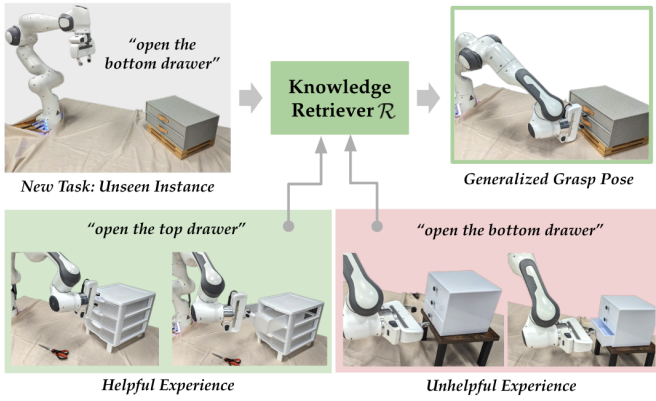 “open the
bottom drawer”
Knowledge
Retriever R
New Task: Unseen Instance
Generalized Grasp Pose
“open the top drawer”
“open the bottom drawer”
Helpful Experience
Unhelpful Experience